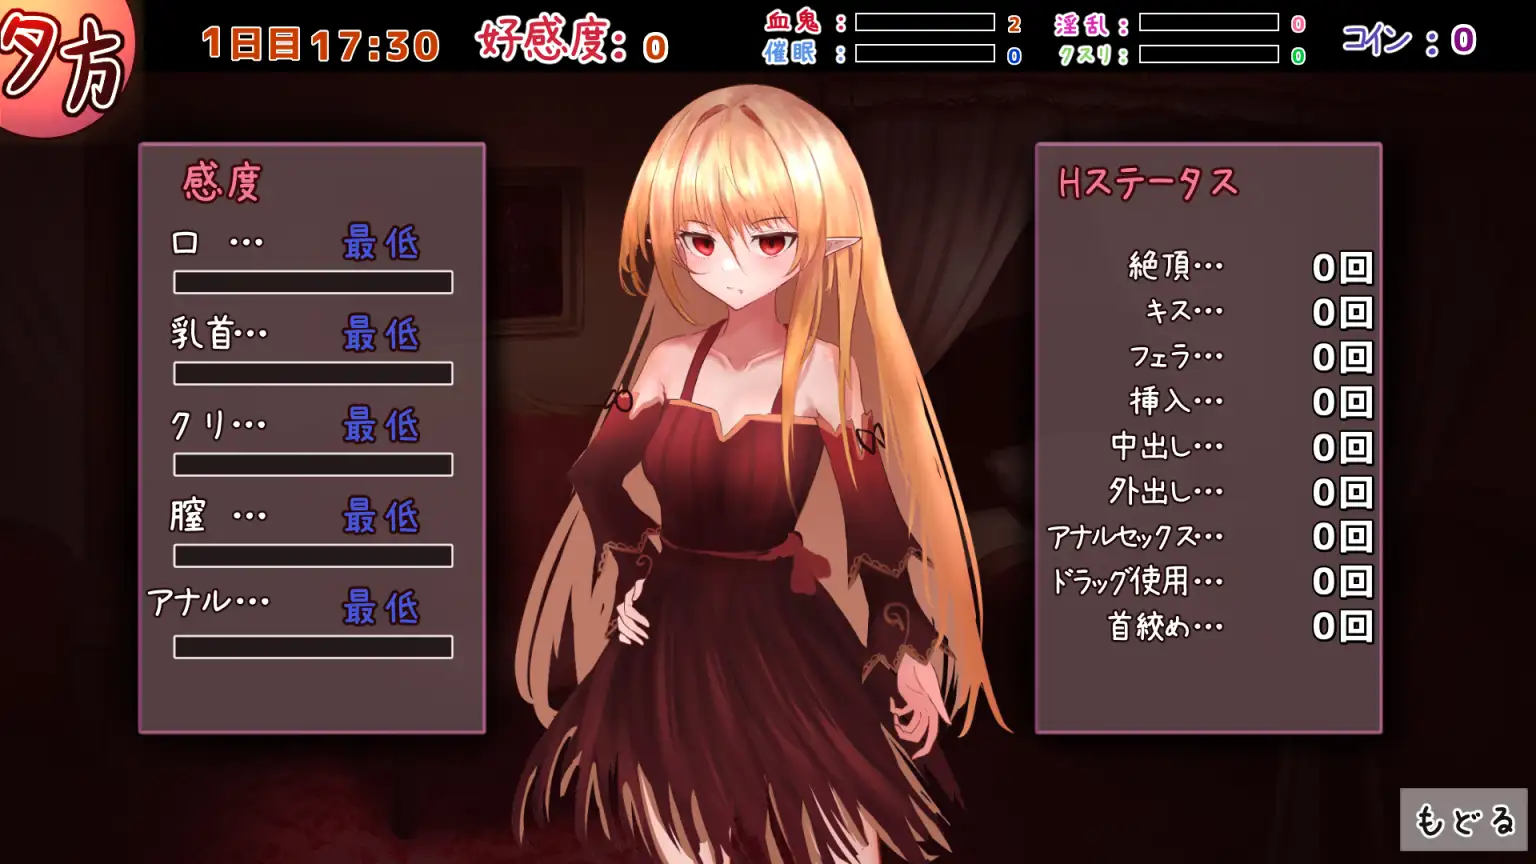 夕方
1日目17:30
好感度: 0
血鬼 : 2
催眠 : 0
淫乱 : 0
クスリ : 0
コイン : 0
感度
口 … 最低
乳首… 最低
クリ… 最低
膣 … 最低
アナル… 最低
Hステータス
絶頂… 0回
キス… 0回
フェラ… 0回
挿入… 0回
中出し… 0回
外出し… 0回
アナルセックス… 0回
ドラッグ使用… 0回
首絞め… 0回
もどる